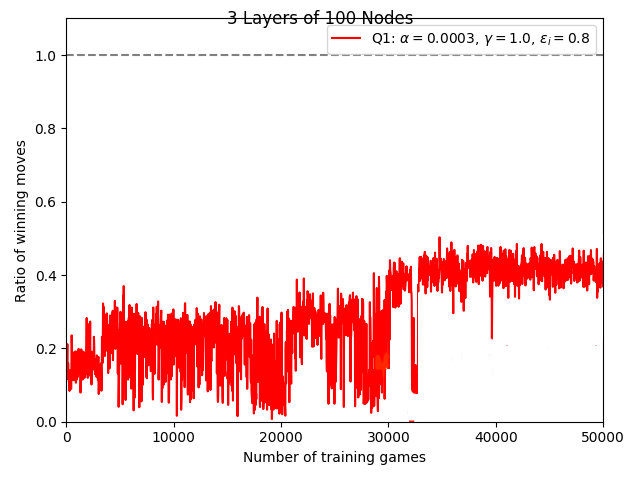 3 Layers of 100 Nodes
Q1: α = 0.0003, γ = 1.0, ε_i = 0.8
Ratio of winning moves
1.0
0.8
0.6
0.4
0.2
0.0
0 10000 20000 30000 40000 50000
Number of training games